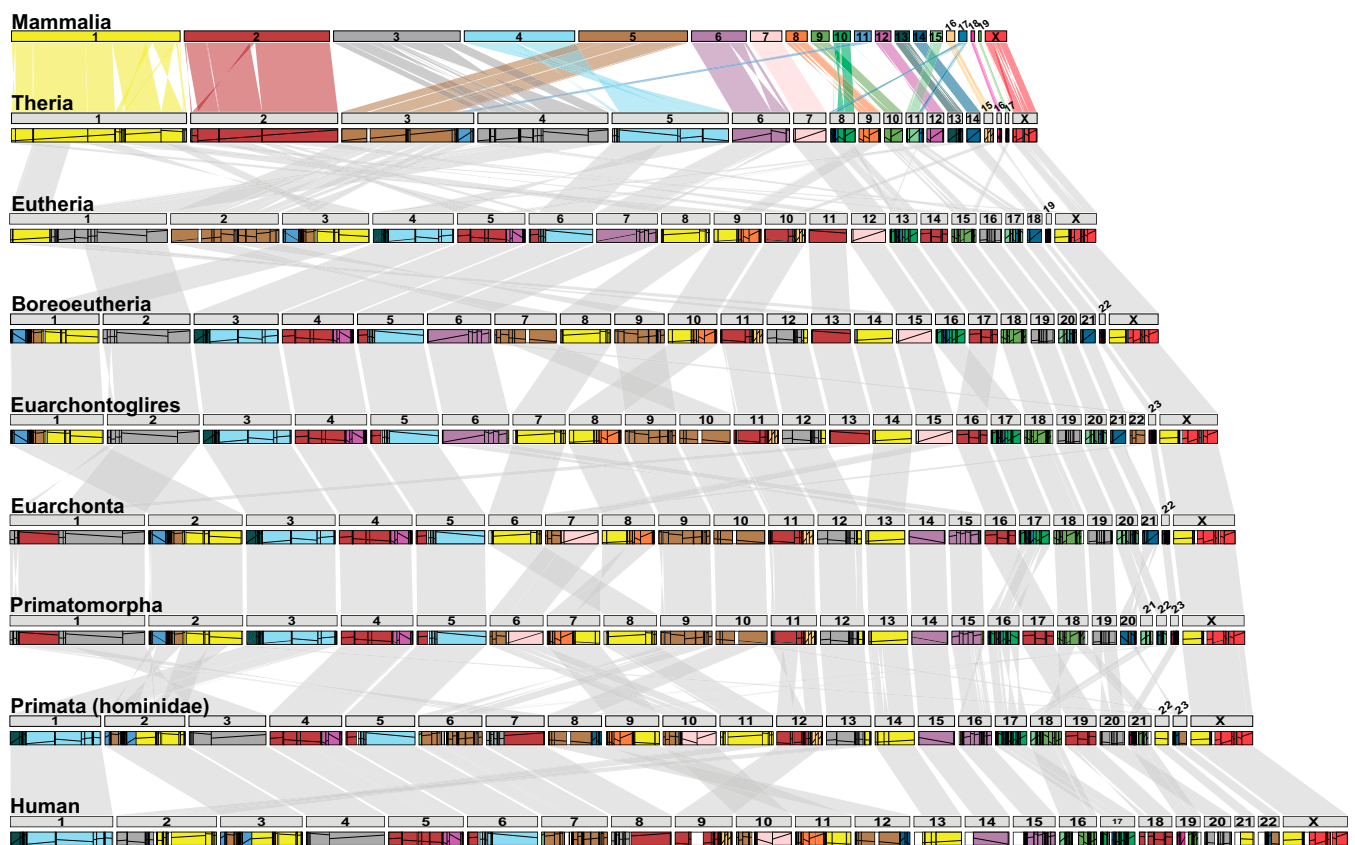 Mammalia
1 2 3 4 5 6 7 8 9 10 11 12 13 14 15 16 17 18 19 X
Theria
1 2 3 4 5 6 7 8 9 10 11 12 13 14 15 16 17 X
Eutheria
1 2 3 4 5 6 7 8 9 10 11 12 13 14 15 16 17 18 19 X
Boreoeutheria
1 2 3 4 5 6 7 8 9 10 11 12 13 14 15 16 17 18 19 20 21 22 X
Euarchontoglires
1 2 3 4 5 6 7 8 9 10 11 12 13 14 15 16 17 18 19 20 21 22 23 X
Euarchonta
1 2 3 4 5 6 7 8 9 10 11 12 13 14 15 16 17 18 19 20 21 22 X
Primatomorpha
1 2 3 4 5 6 7 8 9 10 11 12 13 14 15 16 17 18 19 20 21 22 23 X
Primata (hominidae)
1 2 3 4 5 6 7 8 9 10 11 12 13 14 15 16 17 18 19 20 21 22 23 X
Human
1 2 3 4 5 6 7 8 9 10 11 12 13 14 15 16 17 18 19 20 21 22 X